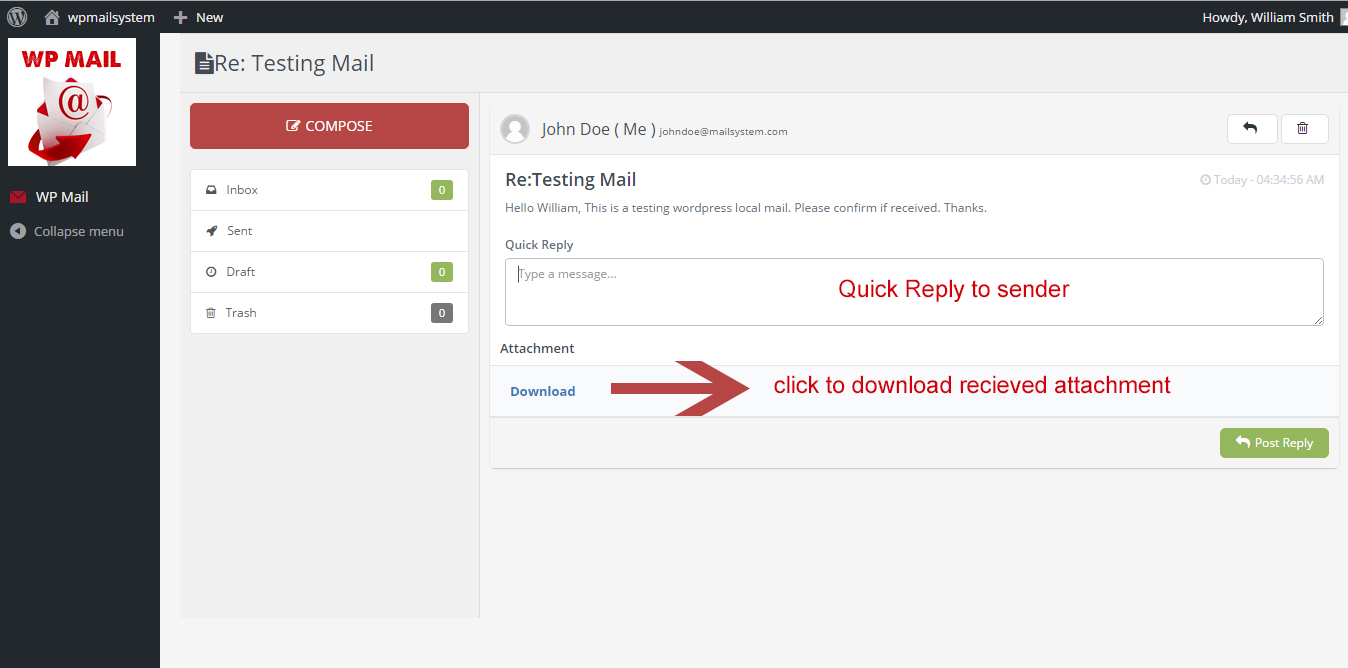 wpmailsystem
New
Howdy, William Smith
WP MAIL
@
WP Mail
Collapse menu
Re: Testing Mail
COMPOSE
Inbox 0
Sent
Draft 0
Trash 0
John Doe ( Me ) johndoe@mailsystem.com
Re:Testing Mail
Today - 04:34:56 AM
Hello William, This is a testing wordpress local mail. Please confirm if received. Thanks.
Quick Reply
Type a message...
Quick Reply to sender
Attachment
Download
click to download recieved attachment
Post Reply